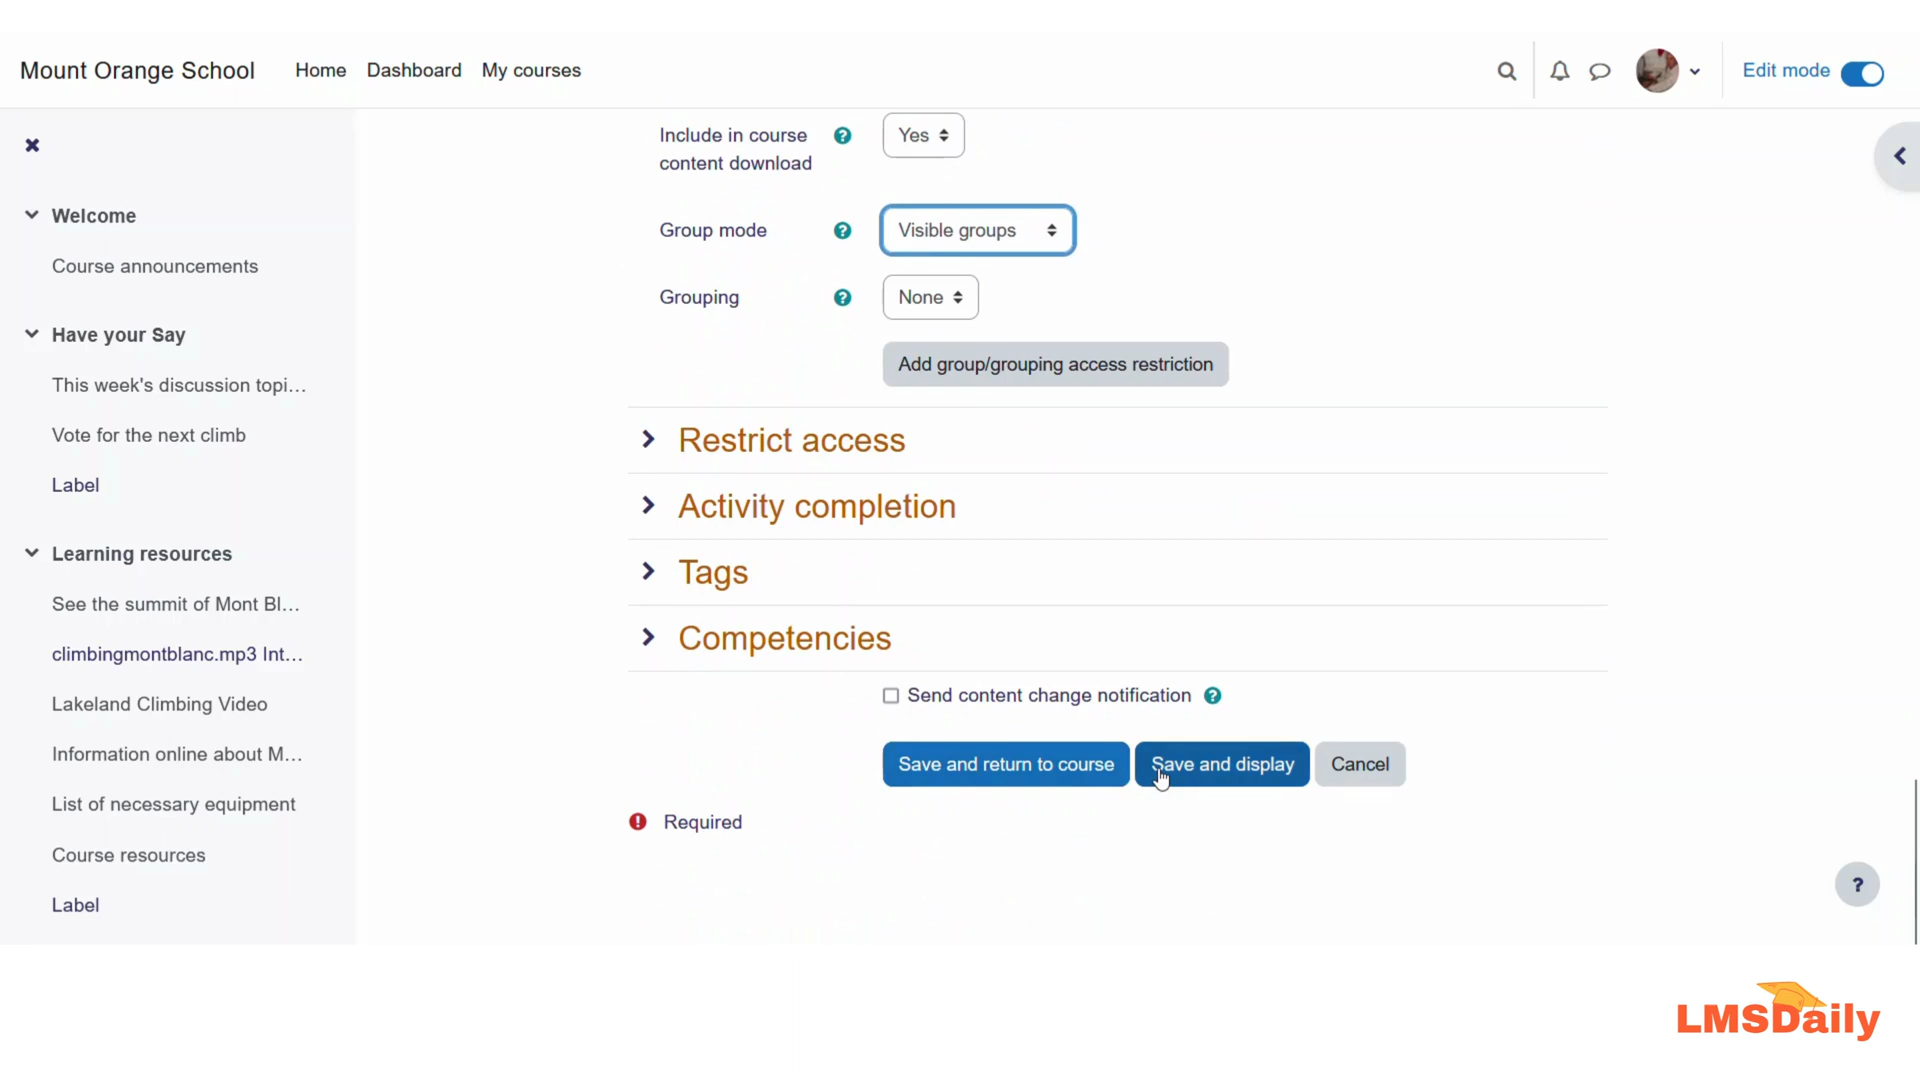 Mount Orange School
Home
Dashboard
My courses
Edit mode
Welcome
Course announcements
Have your Say
This week's discussion topi...
Vote for the next climb
Label
Learning resources
See the summit of Mont Bl...
climbingmontblanc.mp3 Int...
Lakeland Climbing Video
Information online about M...
List of necessary equipment
Course resources
Label
Include in course
content download
Yes
Group mode
Visible groups
Grouping
None
Add group/grouping access restriction
Restrict access
Activity completion
Tags
Competencies
Send content change notification
Save and return to course
Save and display
Cancel
Required
LMSDaily